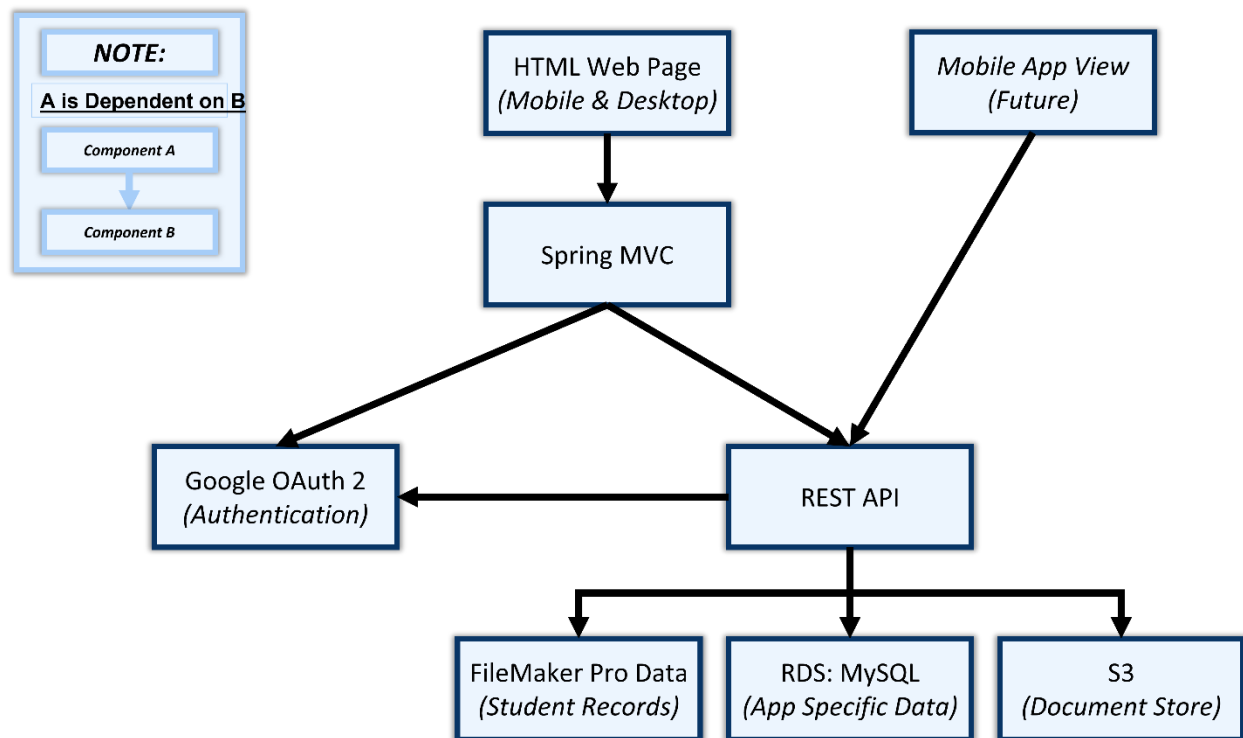 NOTE:
A is Dependent on B
Component A
Component B
HTML Web Page
(Mobile & Desktop)
Mobile App View
(Future)
Spring MVC
Google OAuth 2
(Authentication)
REST API
FileMaker Pro Data
(Student Records)
RDS: MySQL
(App Specific Data)
S3
(Document Store)